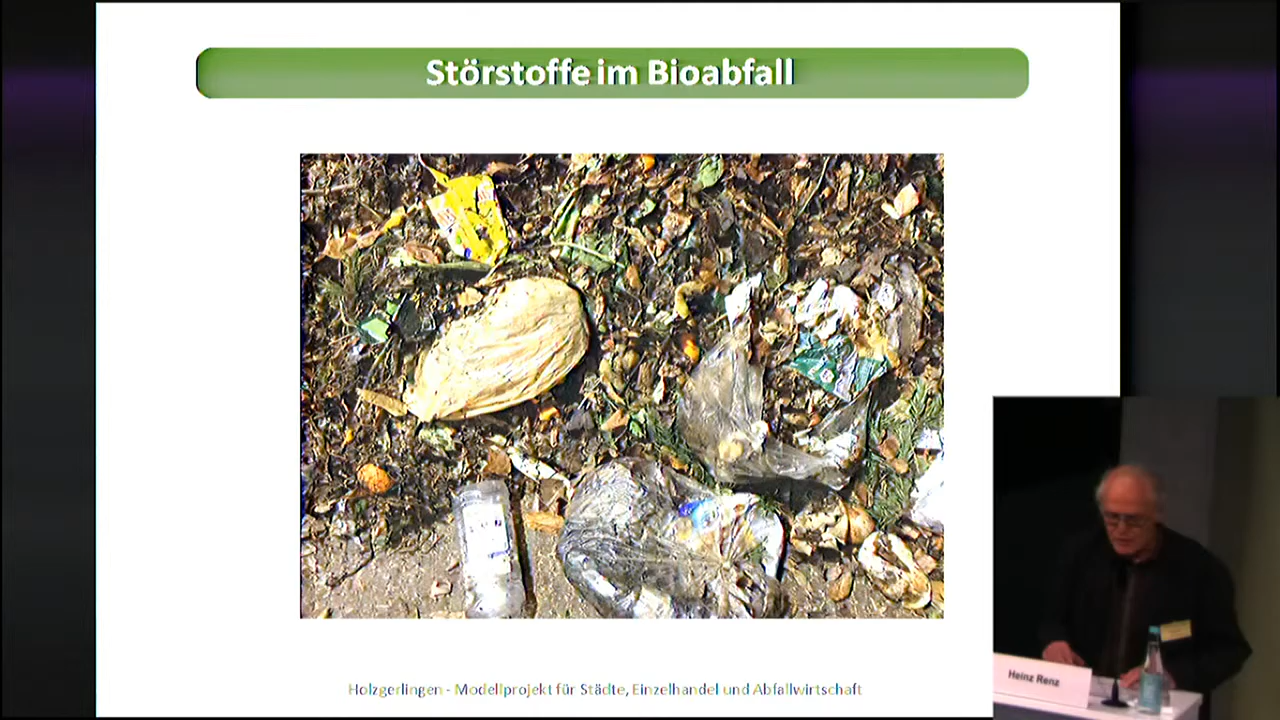 Störstoffe im Bioabfall
Holzgerlingen - Modellprojekt für Städte, Einzelhandel und Abfallwirtschaft
Heinz Renz